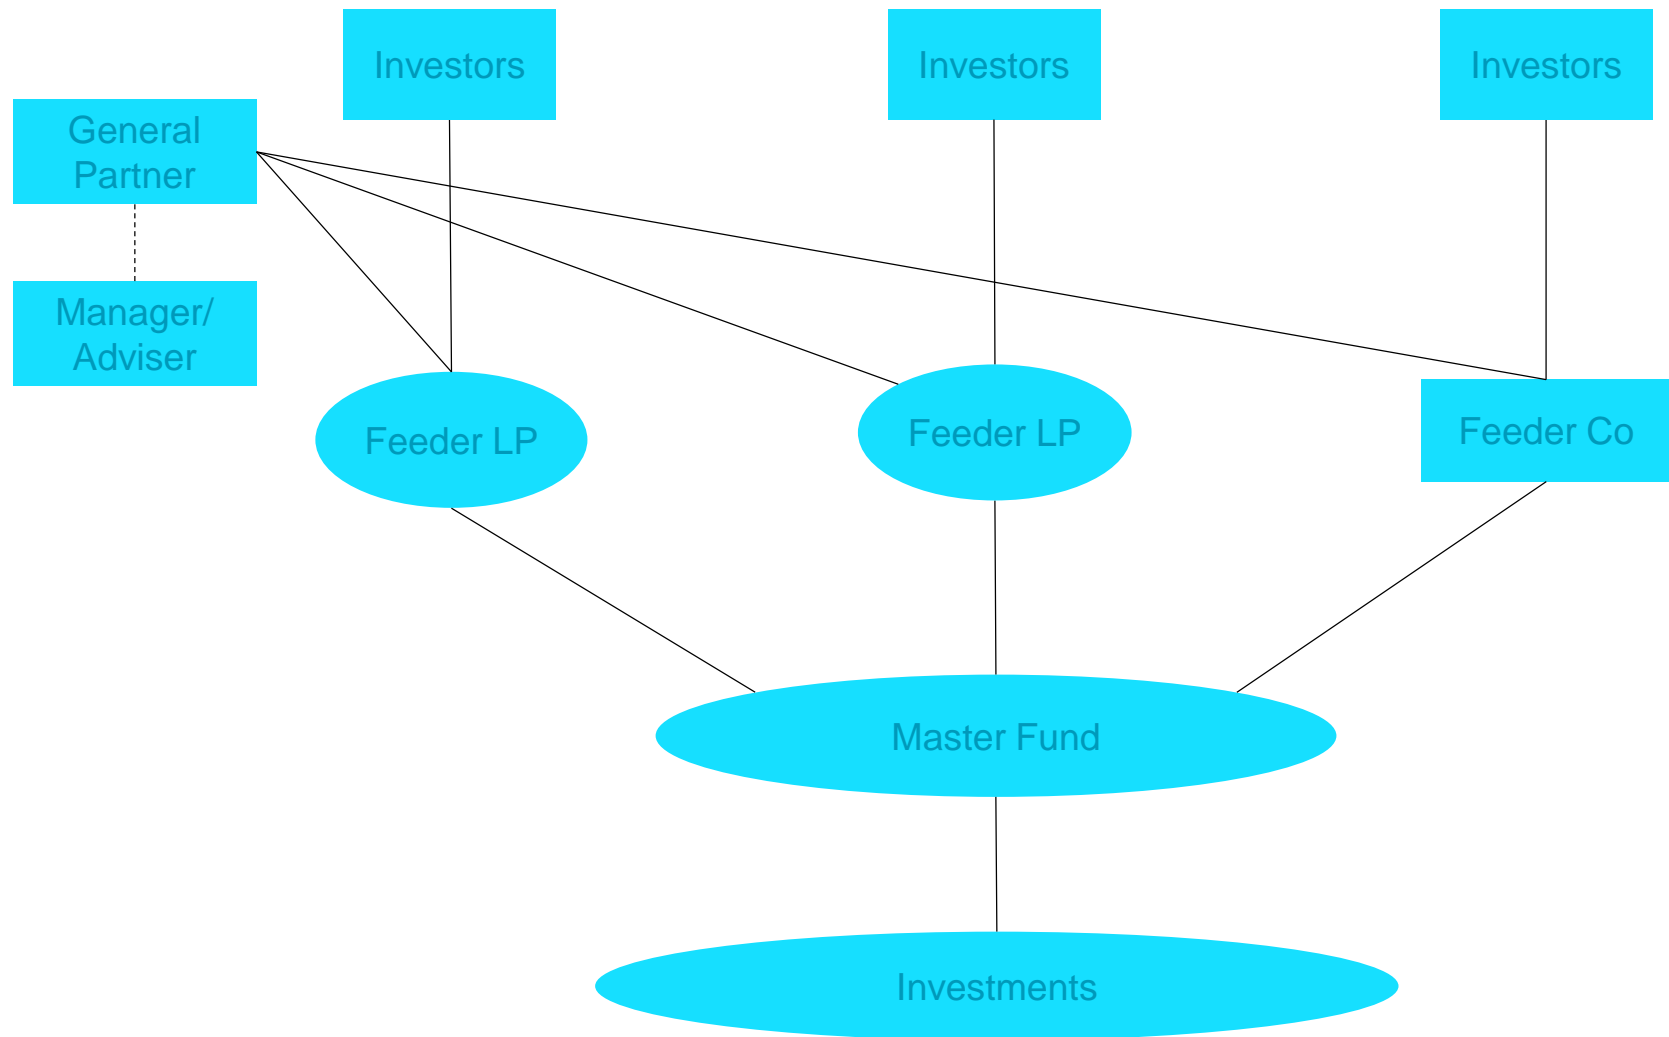 Investors
Investors
Investors
General
Partner
Manager/
Adviser
Feeder LP
Feeder LP
Feeder Co
Master Fund
Investments